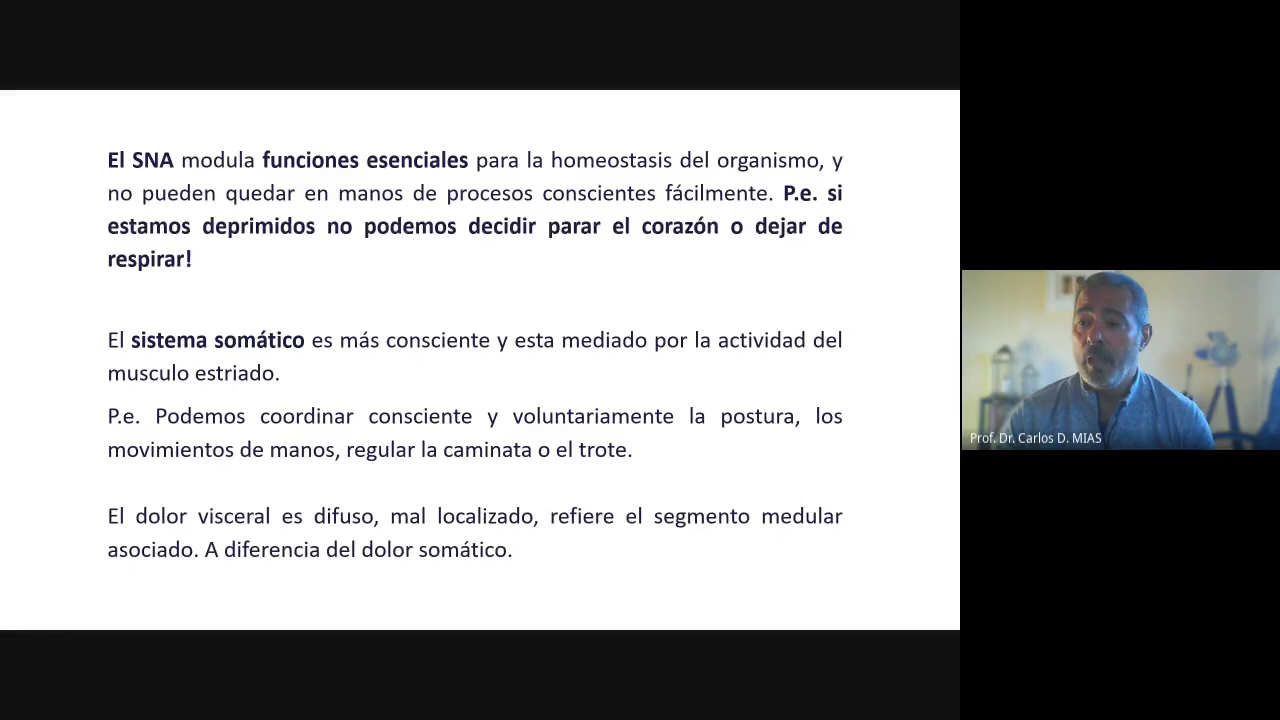 El SNA modula funciones esenciales para la homeostasis del organismo, y
no pueden quedar en manos de procesos conscientes fácilmente. P.e. si
estamos deprimidos no podemos decidir parar el corazón o dejar de
respirar!
El sistema somático es más consciente y esta mediado por la actividad del
musculo estriado.
P.e. Podemos coordinar consciente y voluntariamente la postura, los
movimientos de manos, regular la caminata o el trote.
El dolor visceral es difuso, mal localizado, refiere el segmento medular
asociado. A diferencia del dolor somático.
Prof. Dr. Carlos D. MIAS